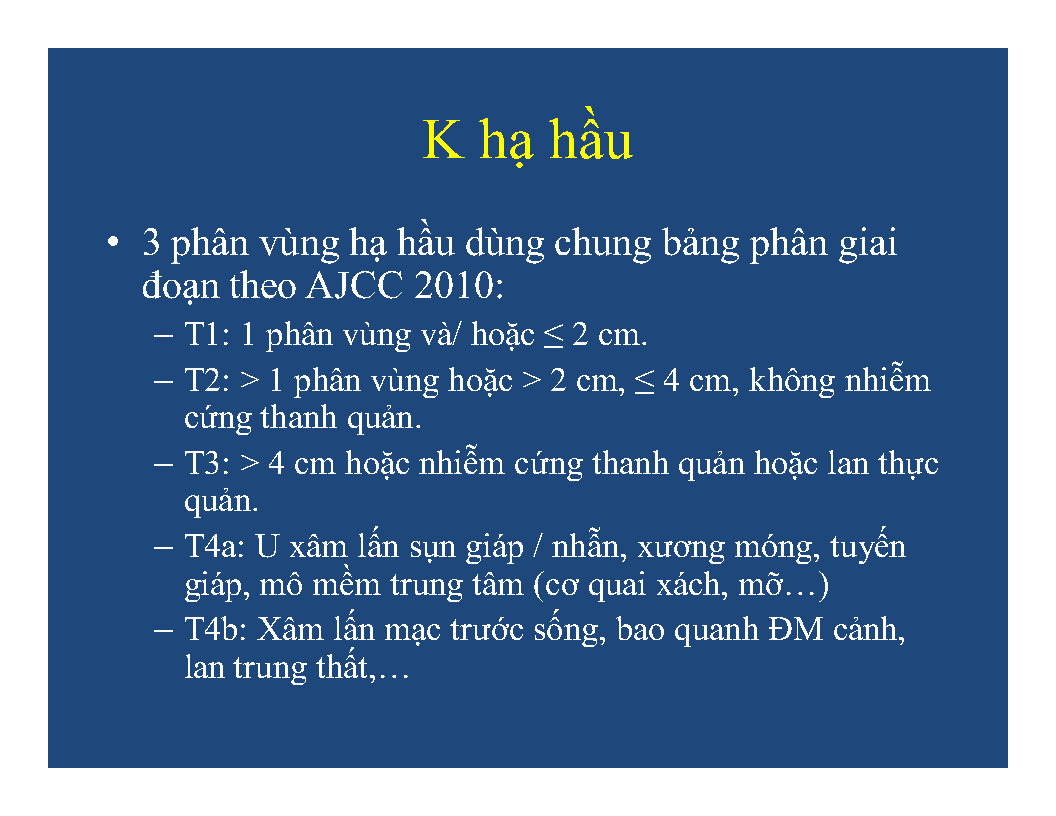 K hạ hầu
• 3 phân vùng hạ hầu dùng chung bảng phân giai
đoạn theo AJCC 2010:
– T1: 1 phân vùng và/ hoặc ≤ 2 cm.
– T2: > 1 phân vùng hoặc > 2 cm, ≤ 4 cm, không nhiễm
cứng thanh quản.
– T3: > 4 cm hoặc nhiễm cứng thanh quản hoặc lan thực
quản.
– T4a: U xâm lấn sụn giáp / nhẫn, xương móng, tuyến
giáp, mô mềm trung tâm (cơ quai xách, mỡ…)
– T4b: Xâm lấn mạc trước sống, bao quanh ĐM cảnh,
lan trung thất,…